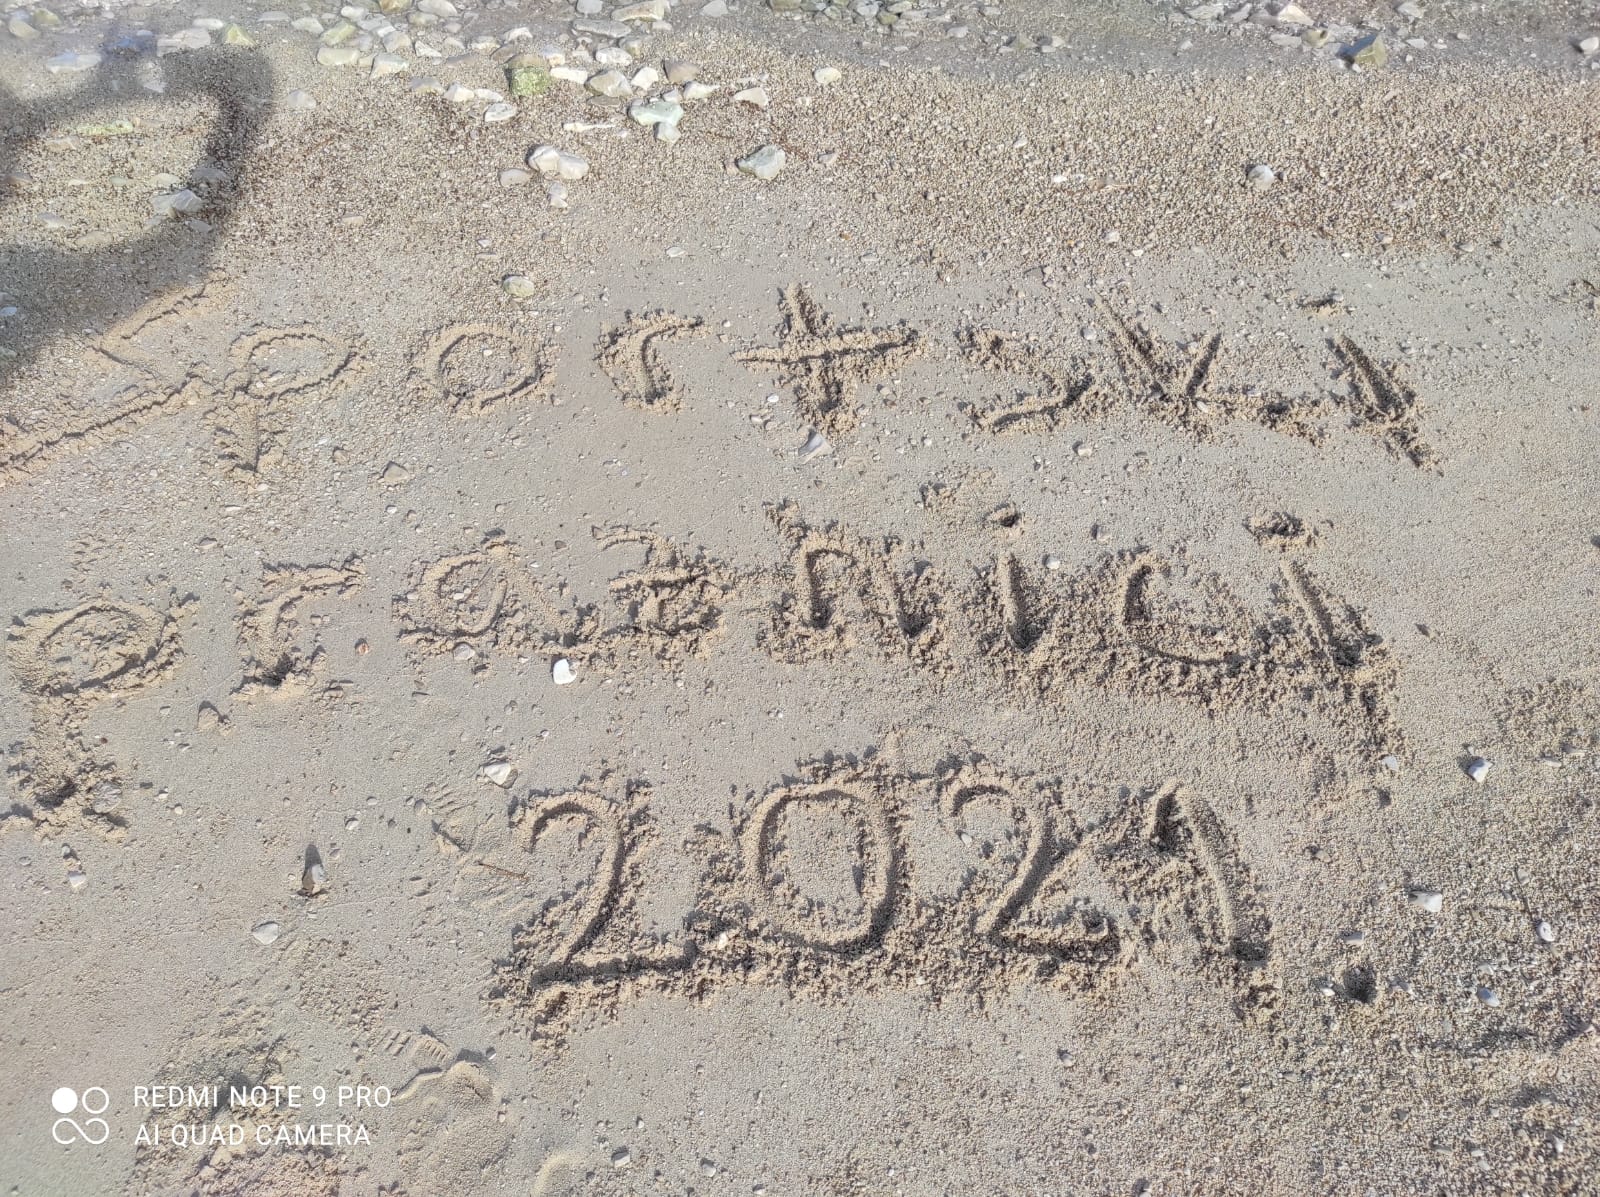 Sportski
praznici
2021.
REDMI NOTE 9 PRO
AI QUAD CAMERA